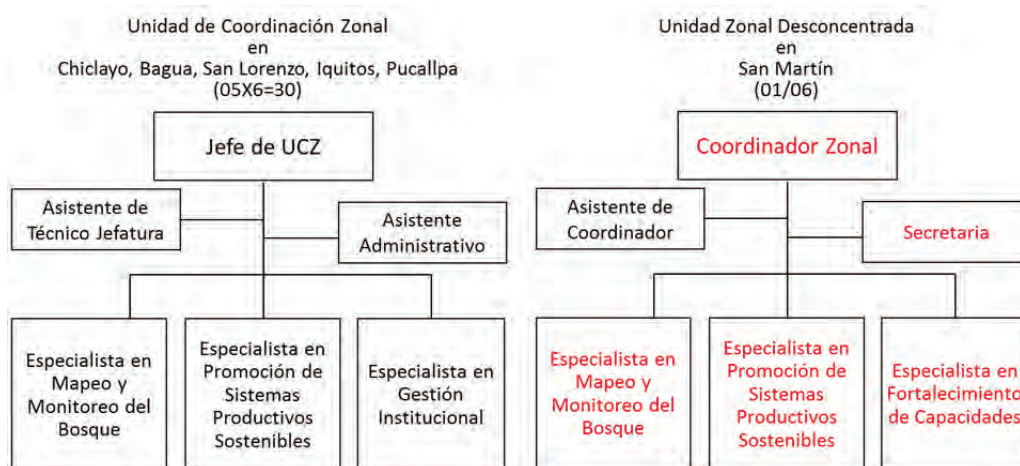 Unidad de Coordinación Zonal
en
Chiclayo, Bagua, San Lorenzo, Iquitos, Pucallpa
(05X6=30)
Jefe de UCZ
Asistente de
Técnico Jefatura
Asistente
Administrativo
Especialista en
Mapeo y
Monitoreo del
Bosque
Especialista en
Promoción de
Sistemas
Productivos
Sostenibles
Especialista en
Gestión
Institucional
Unidad Zonal Desconcentrada
en
San Martín
(01/06)
Coordinador Zonal
Asistente de
Coordinador
Secretaria
Especialista en
Mapeo y
Monitoreo del
Bosque
Especialista en
Promoción de
Sistemas
Productivos
Sostenibles
Especialista en
Fortalecimiento
de Capacidades